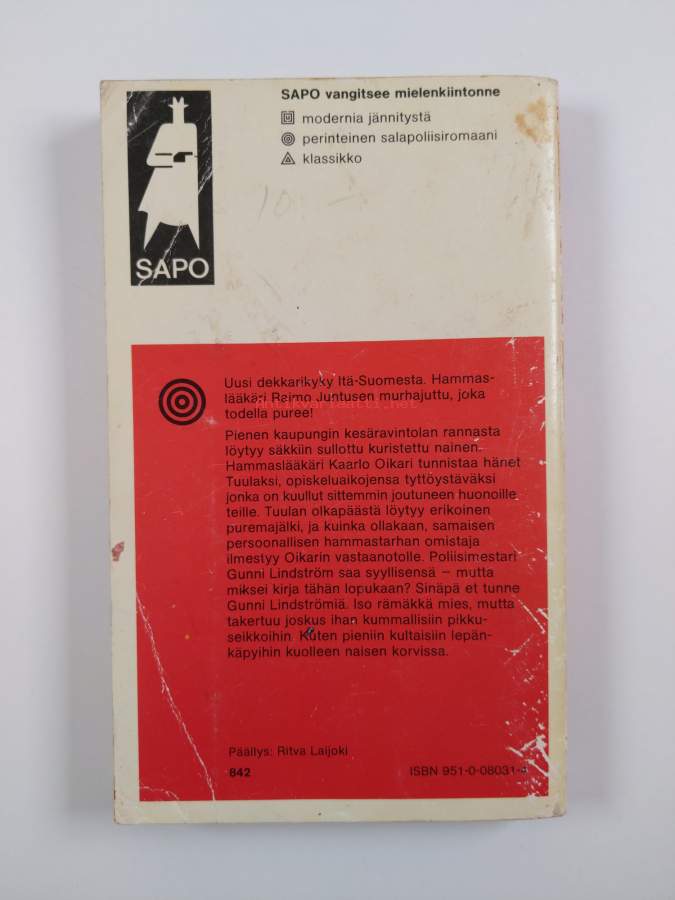 SAPO vangitsee mielenkiintonne
modernia jännitystä
perinteinen salapoliisiromaani
klassikko
10
SAPO
Uusi dekkarikyky Itä-Suomesta. Hammas-
lääkäri Reimo Juntusen murhajuttu, joka
todella puree!
Pienen kaupungin kesäravintolan rannasta
löytyy säkkiin sullottu kuristettu nainen.
Hammaslääkäri Kaarlo Oikari tunnistaa hänet
Tuulaksi, opiskeluaikojensa tyttöystäväksi
jonka on kuullut sittemmin joutuneen huonoille
teille. Tuulan olkapäästä löytyy erikoinen
puremajälki, ja kuinka ollakaan, samaisen
persoonallisen hammastarhan omistaja
ilmestyy Oikarin vastaanotolle. Poliisimestari
Gunni Lindström saa syyllisensä – mutta
miksei kirja tähän lopukaan? Sinäpä et tunne
Gunni Lindströmiä. Iso rämäkkä mies, mutta
takertuu joskus ihan kummallisiin pikku-
seikkoihin. Kuten pieniin kultaisiin lepän-
käpyihin kuolleen naisen korvissa.
Päällys: Ritva Laijoki
842 ISBN 951-0-08031-4